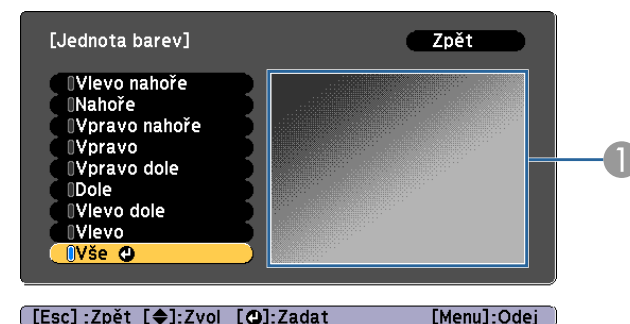 [Jednota barev]
Zpět
Vlevo nahoře
Nahoře
Vpravo nahoře
Vpravo
Vpravo dole
Dole
Vlevo dole
Vlevo
Vše
1
[Esc] :Zpět [◆]:Zvol [↵]:Zadat [Menu]:Odej